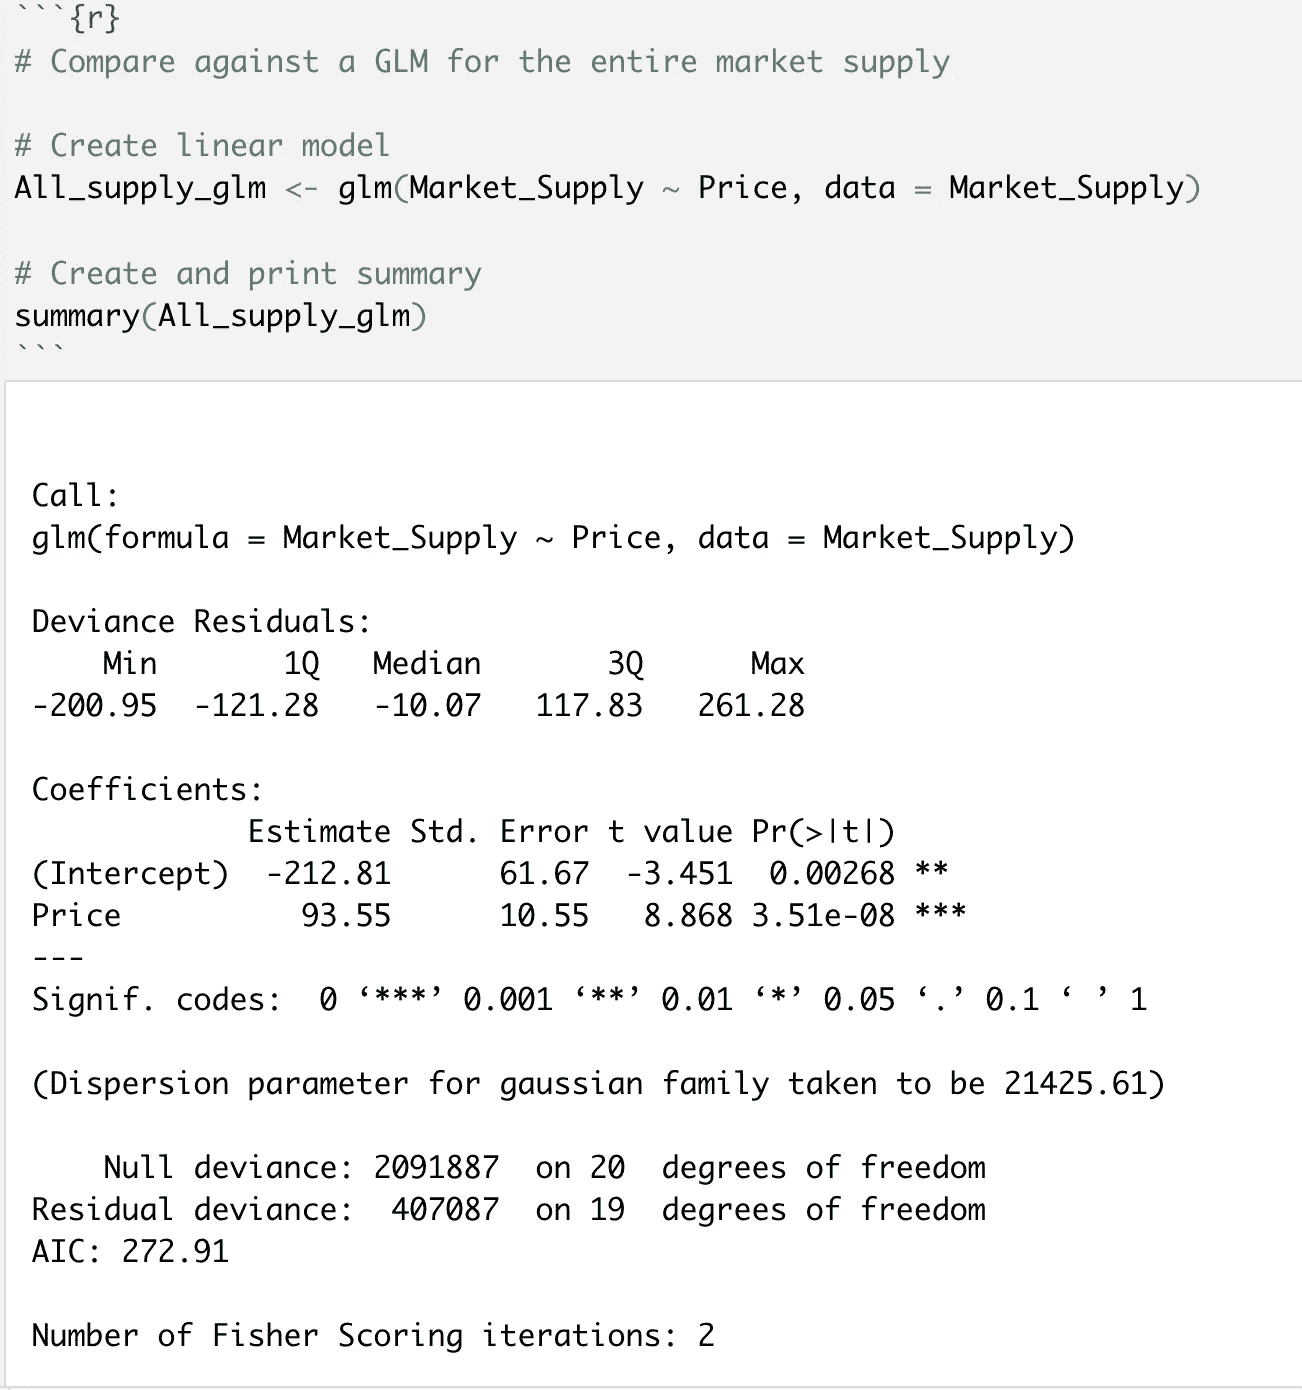 ```{r}
# Compare against a GLM for the entire market supply
# Create linear model
All_supply_glm <- glm(Market_Supply ~ Price, data = Market_Supply)
# Create and print summary
summary(All_supply_glm)
```
Call:
glm(formula = Market_Supply ~ Price, data = Market_Supply)
Deviance Residuals:
    Min       1Q   Median       3Q      Max
-200.95  -121.28   -10.07   117.83   261.28
Coefficients:
            Estimate Std. Error t value Pr(>|t|)
(Intercept)  -212.81      61.67  -3.451  0.00268 **
Price          93.55      10.55   8.868 3.51e-08 ***
---
Signif. codes:  0 ‘***’ 0.001 ‘**’ 0.01 ‘*’ 0.05 ‘.’ 0.1 ‘ ’ 1
(Dispersion parameter for gaussian family taken to be 21425.61)
    Null deviance: 2091887  on 20  degrees of freedom
Residual deviance:  407087  on 19  degrees of freedom
AIC: 272.91
Number of Fisher Scoring iterations: 2